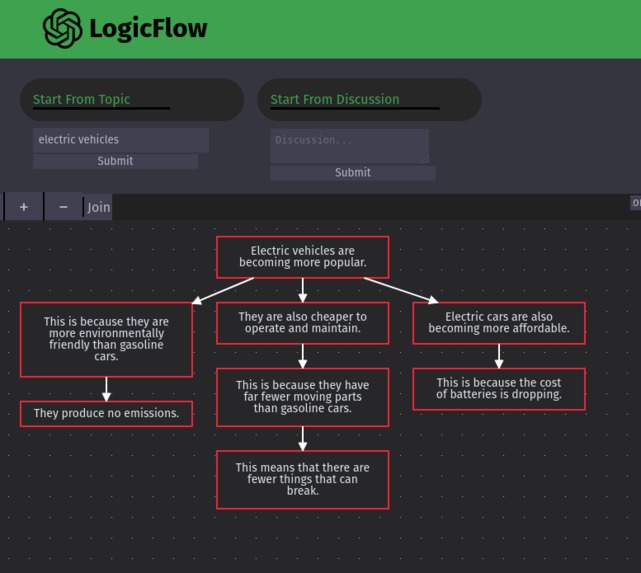 LogicFlow
Start From Topic
Start From Discussion
electric vehicles
Discussion...
Submit
Submit
+
−
Join
Electric vehicles are
becoming more popular.
This is because they are
more environmentally
friendly than gasoline
cars.
They produce no emissions.
They are also cheaper to
operate and maintain.
This is because they have
far fewer moving parts
than gasoline cars.
This means that there are
fewer things that can
break.
Electric cars are also
becoming more affordable.
This is because the cost
of batteries is dropping.